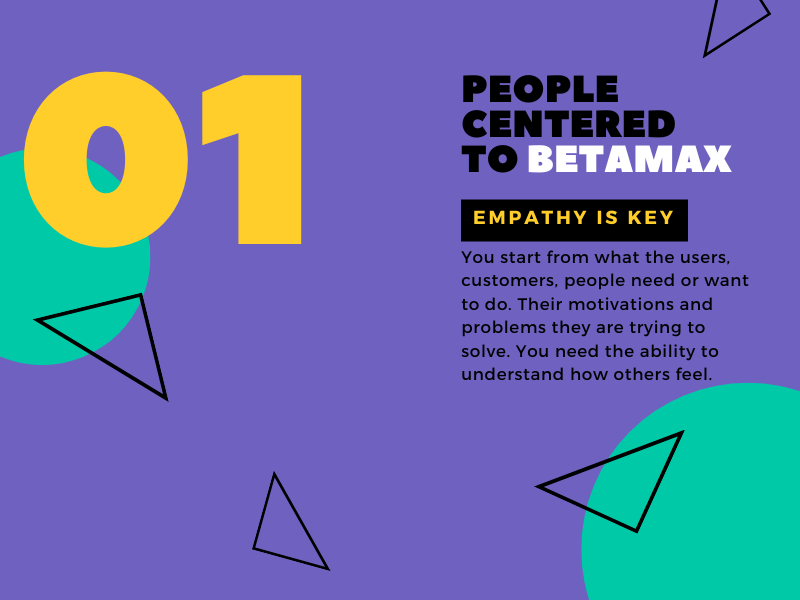 01
PEOPLE
CENTERED
TO BETAMAX
EMPATHY IS KEY
You start from what the users,
customers, people need or want
to do. Their motivations and
problems they are trying to
solve. You need the ability to
understand how others feel.